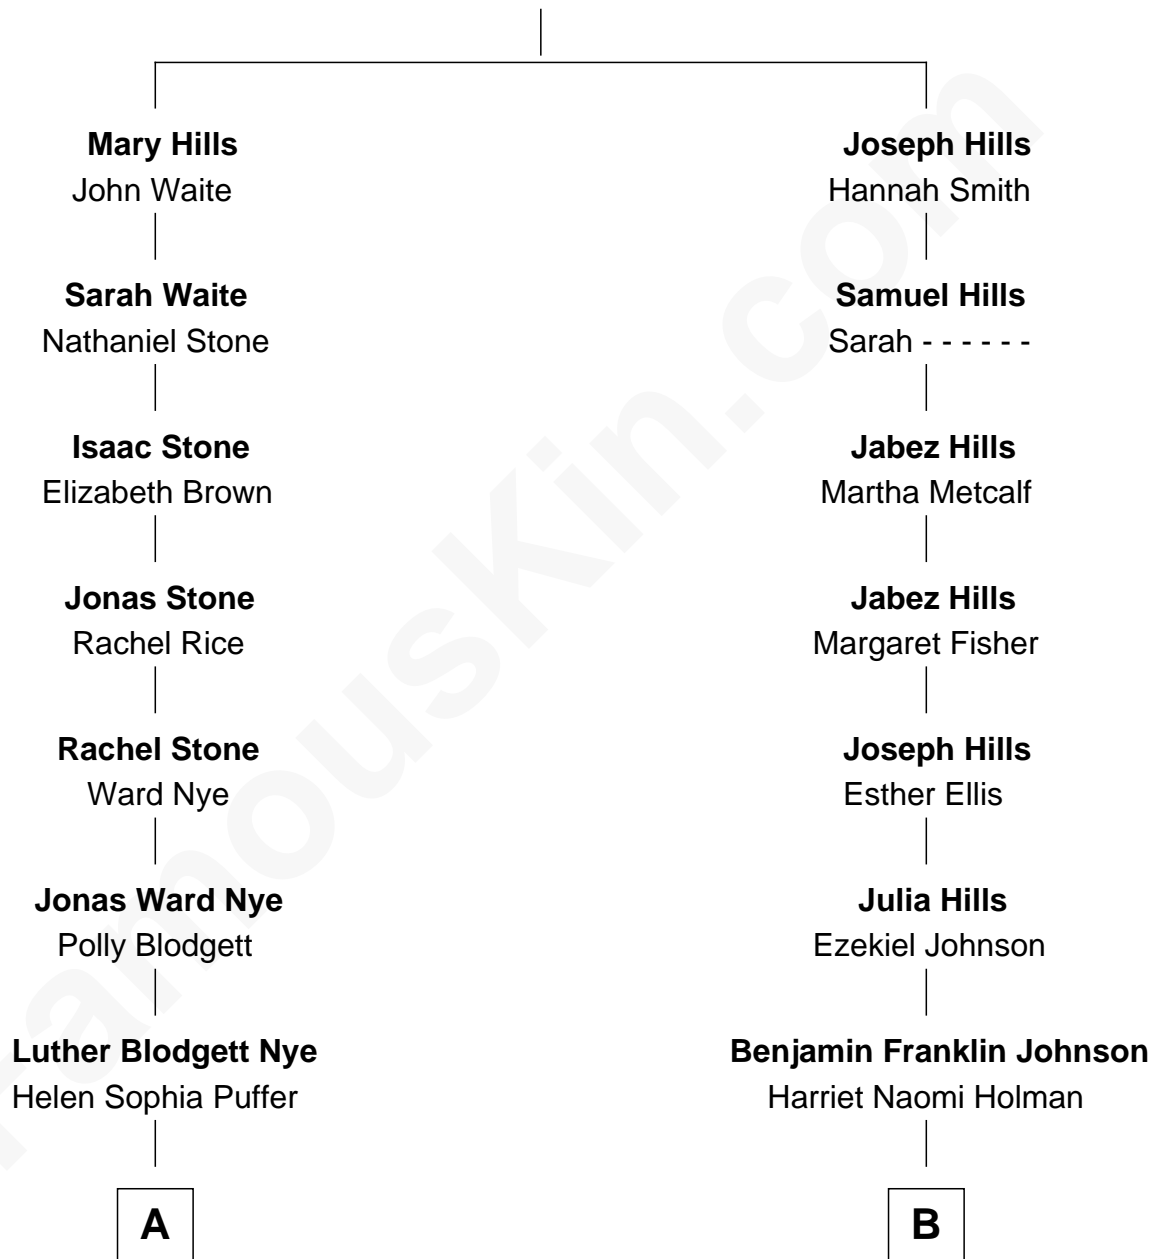 Mary Hills
John Waite
Sarah Waite
Nathaniel Stone
Isaac Stone
Elizabeth Brown
Jonas Stone
Rachel Rice
Rachel Stone
Ward Nye
Jonas Ward Nye
Polly Blodgett
Luther Blodgett Nye
Helen Sophia Puffer
A
Joseph Hills
Hannah Smith
Samuel Hills
Sarah - - - - - -
Jabez Hills
Martha Metcalf
Jabez Hills
Margaret Fisher
Joseph Hills
Esther Ellis
Julia Hills
Ezekiel Johnson
Benjamin Franklin Johnson
Harriet Naomi Holman
B
FamousKin.com